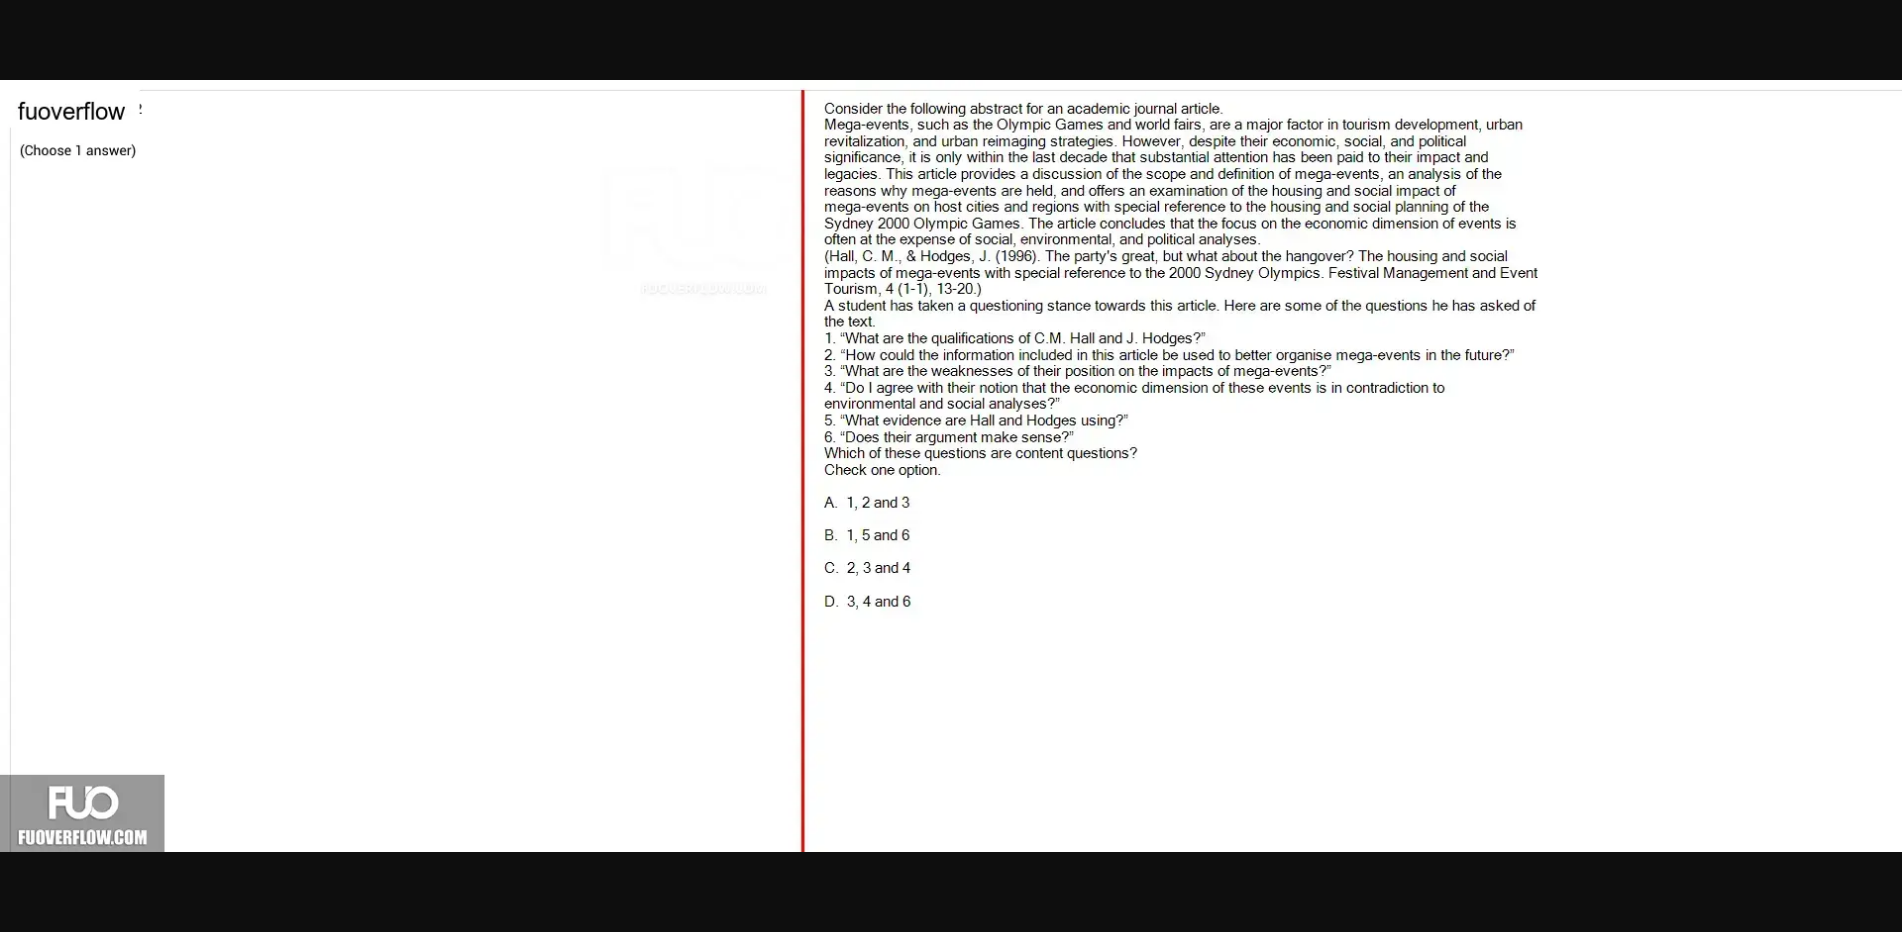 fuoverflow
(Choose 1 answer)
Consider the following abstract for an academic journal article.
Mega-events, such as the Olympic Games and world fairs, are a major factor in tourism development, urban
revitalization, and urban reimaging strategies. However, despite their economic, social, and political
significance, it is only within the last decade that substantial attention has been paid to their impact and
legacies. This article provides a discussion of the scope and definition of mega-events, an analysis of the
reasons why mega-events are held, and offers an examination of the housing and social impact of
mega-events on host cities and regions with special reference to the housing and social planning of the
Sydney 2000 Olympic Games. The article concludes that the focus on the economic dimension of events is
often at the expense of social, environmental, and political analyses.
(Hall, C. M., & Hodges, J. (1996). The party's great, but what about the hangover? The housing and social
impacts of mega-events with special reference to the 2000 Sydney Olympics. Festival Management and Event
Tourism, 4 (1-1), 13-20.)
A student has taken a questioning stance towards this article. Here are some of the questions he has asked of
the text.
1. “What are the qualifications of C.M. Hall and J. Hodges?”
2. “How could the information included in this article be used to better organise mega-events in the future?”
3. “What are the weaknesses of their position on the impacts of mega-events?”
4. “Do I agree with their notion that the economic dimension of these events is in contradiction to
environmental and social analyses?”
5. “What evidence are Hall and Hodges using?”
6. “Does their argument make sense?”
Which of these questions are content questions?
Check one option.
A. 1, 2 and 3
B. 1, 5 and 6
C. 2, 3 and 4
D. 3, 4 and 6
FUO
FUOVERFLOW.COM
FUO
FUOVERFLOW.COM